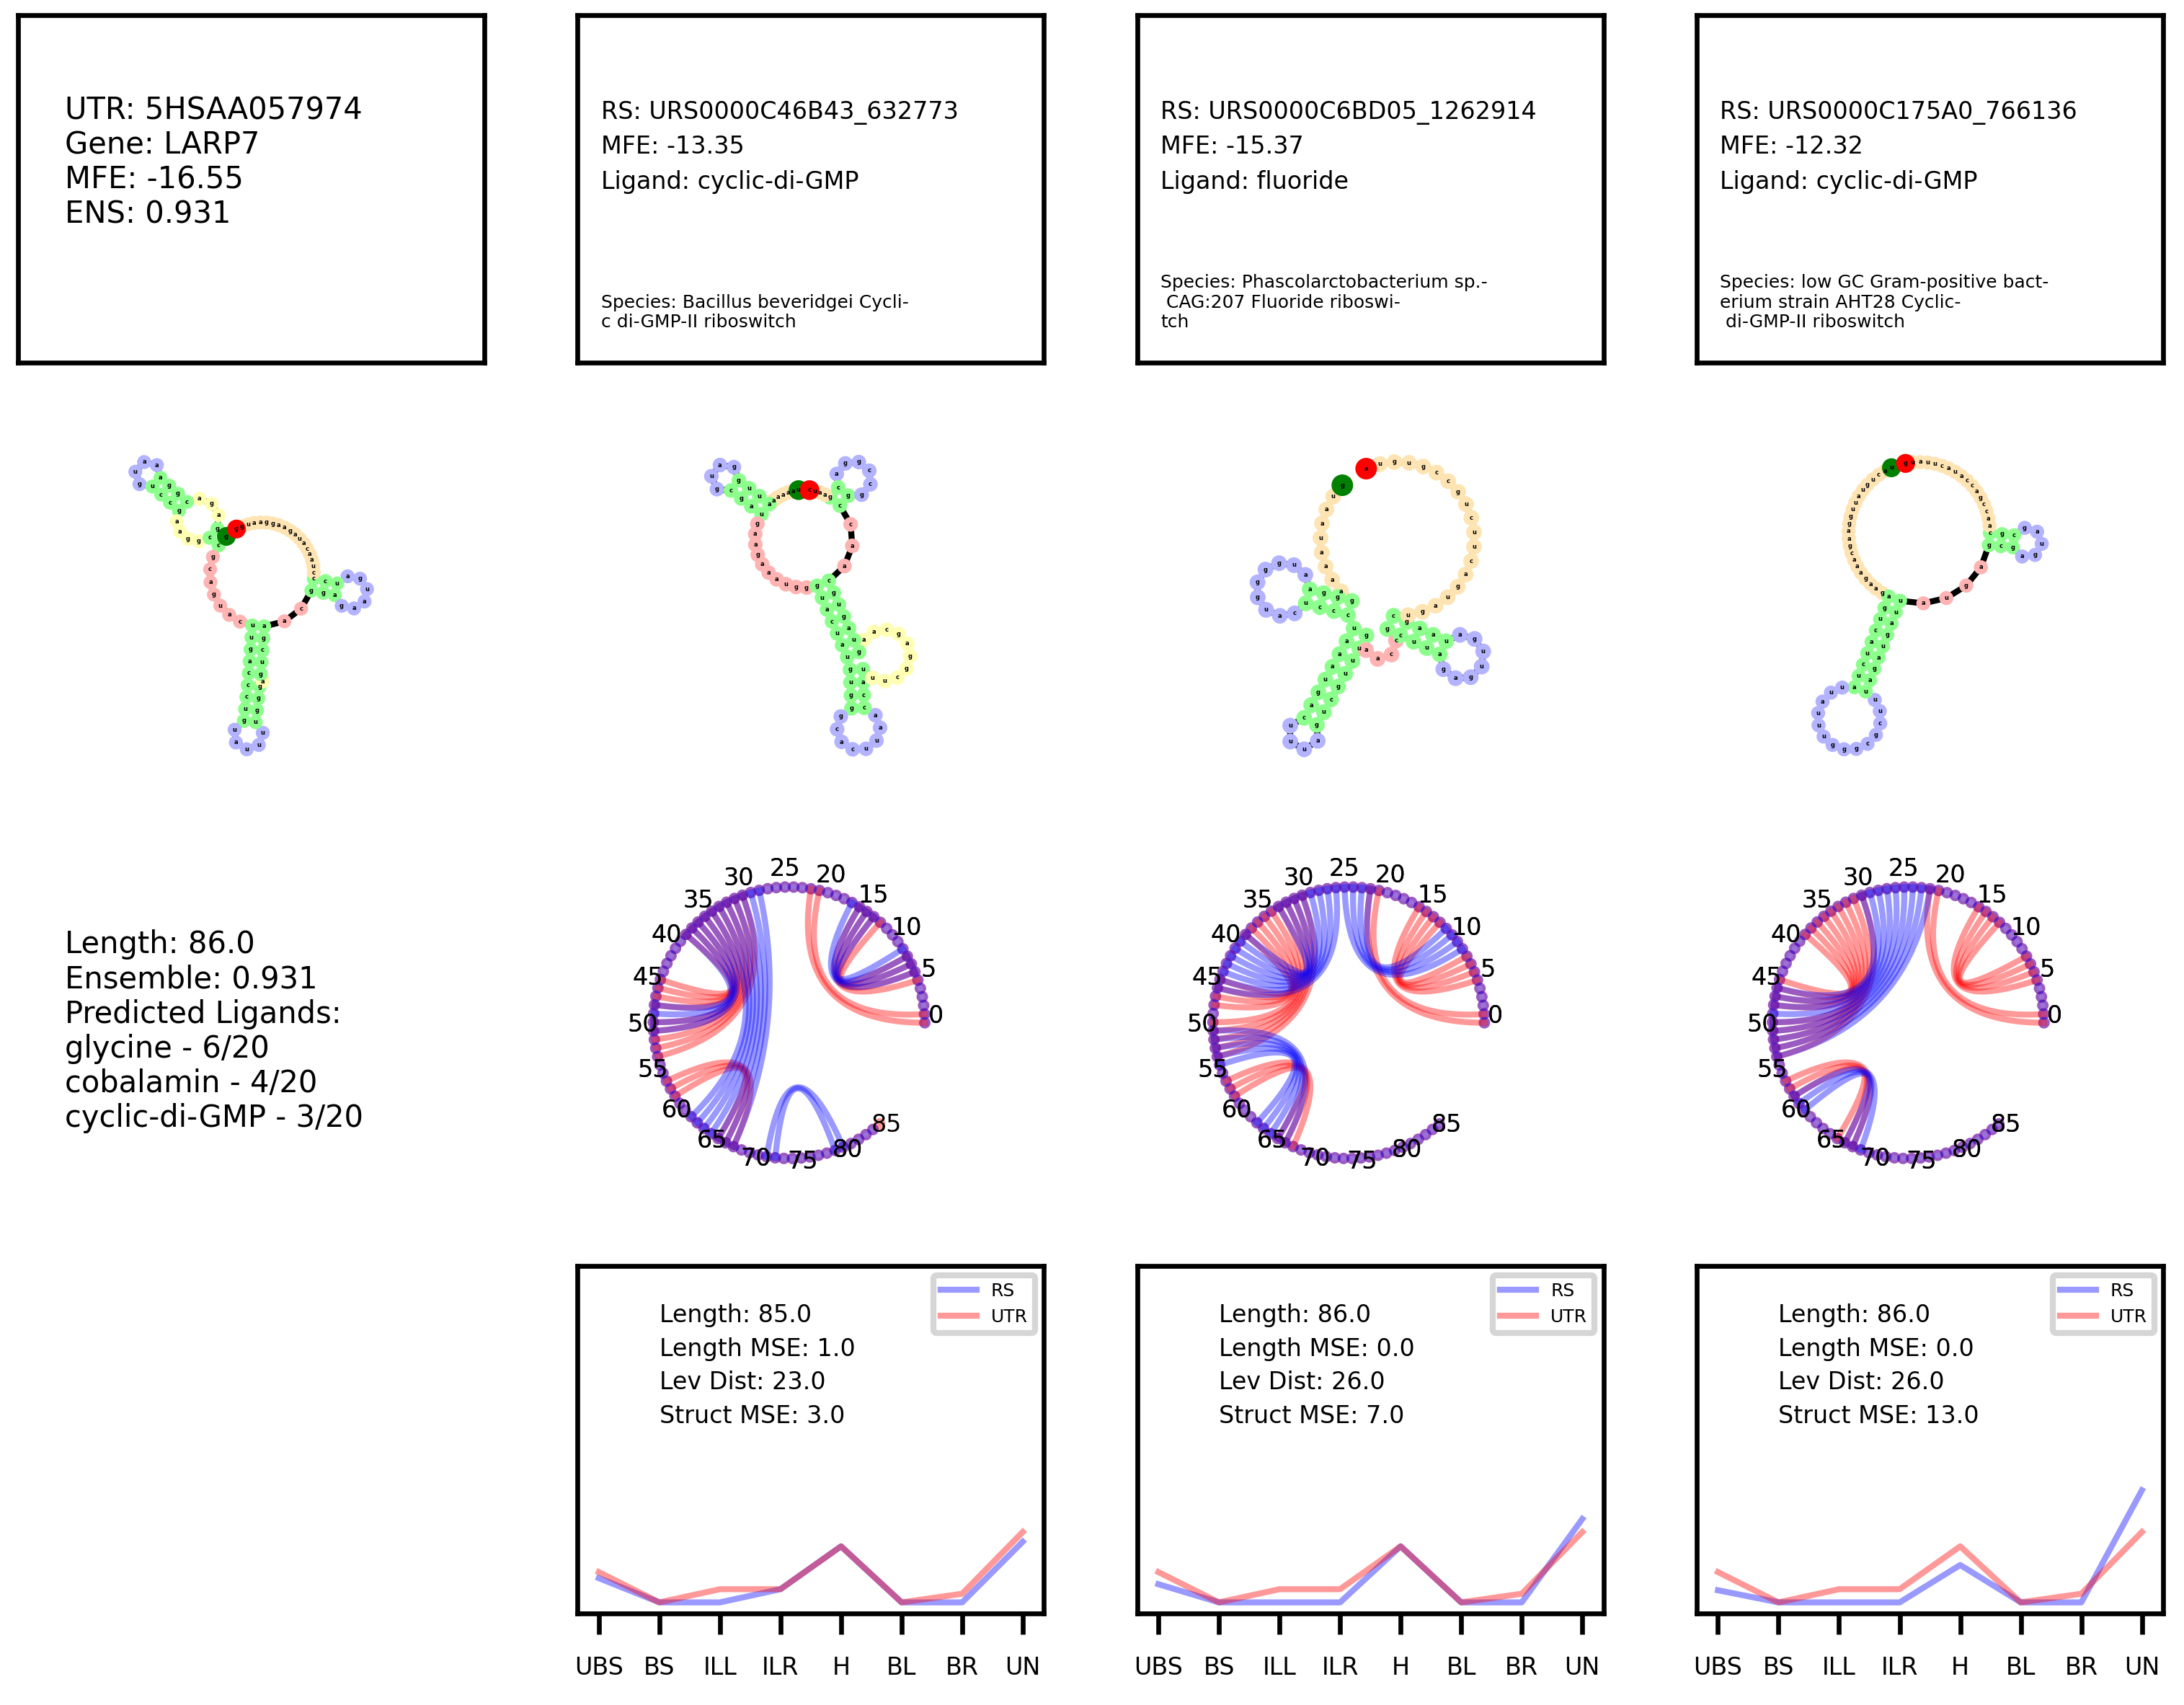 UTR: 5HSAA057974
Gene: LARP7
MFE: -16.55
ENS: 0.931
RS: URS0000C46B43_632773
MFE: -13.35
Ligand: cyclic-di-GMP
Species: Bacillus beveridgei Cycli-
c di-GMP-II riboswitch
RS: URS0000C6BD05_1262914
MFE: -15.37
Ligand: fluoride
Species: Phascolarctobacterium sp.-
CAG:207 Fluoride riboswi-
tch
RS: URS0000C175A0_766136
MFE: -12.32
Ligand: cyclic-di-GMP
Species: low GC Gram-positive bact-
erium strain AHT28 Cyclic-
di-GMP-II riboswitch
Length: 86.0
Ensemble: 0.931
Predicted Ligands:
glycine - 6/20
cobalamin - 4/20
cyclic-di-GMP - 3/20
0
5
10
15
20
25
30
35
40
45
50
55
60
65
70
75
80
85
0
5
10
15
20
25
30
35
40
45
50
55
60
65
70
75
80
85
0
5
10
15
20
25
30
35
40
45
50
55
60
65
70
75
80
85
RS
UTR
Length: 85.0
Length MSE: 1.0
Lev Dist: 23.0
Struct MSE: 3.0
UBS BS ILL ILR H BL BR UN
RS
UTR
Length: 86.0
Length MSE: 0.0
Lev Dist: 26.0
Struct MSE: 7.0
UBS BS ILL ILR H BL BR UN
RS
UTR
Length: 86.0
Length MSE: 0.0
Lev Dist: 26.0
Struct MSE: 13.0
UBS BS ILL ILR H BL BR UN